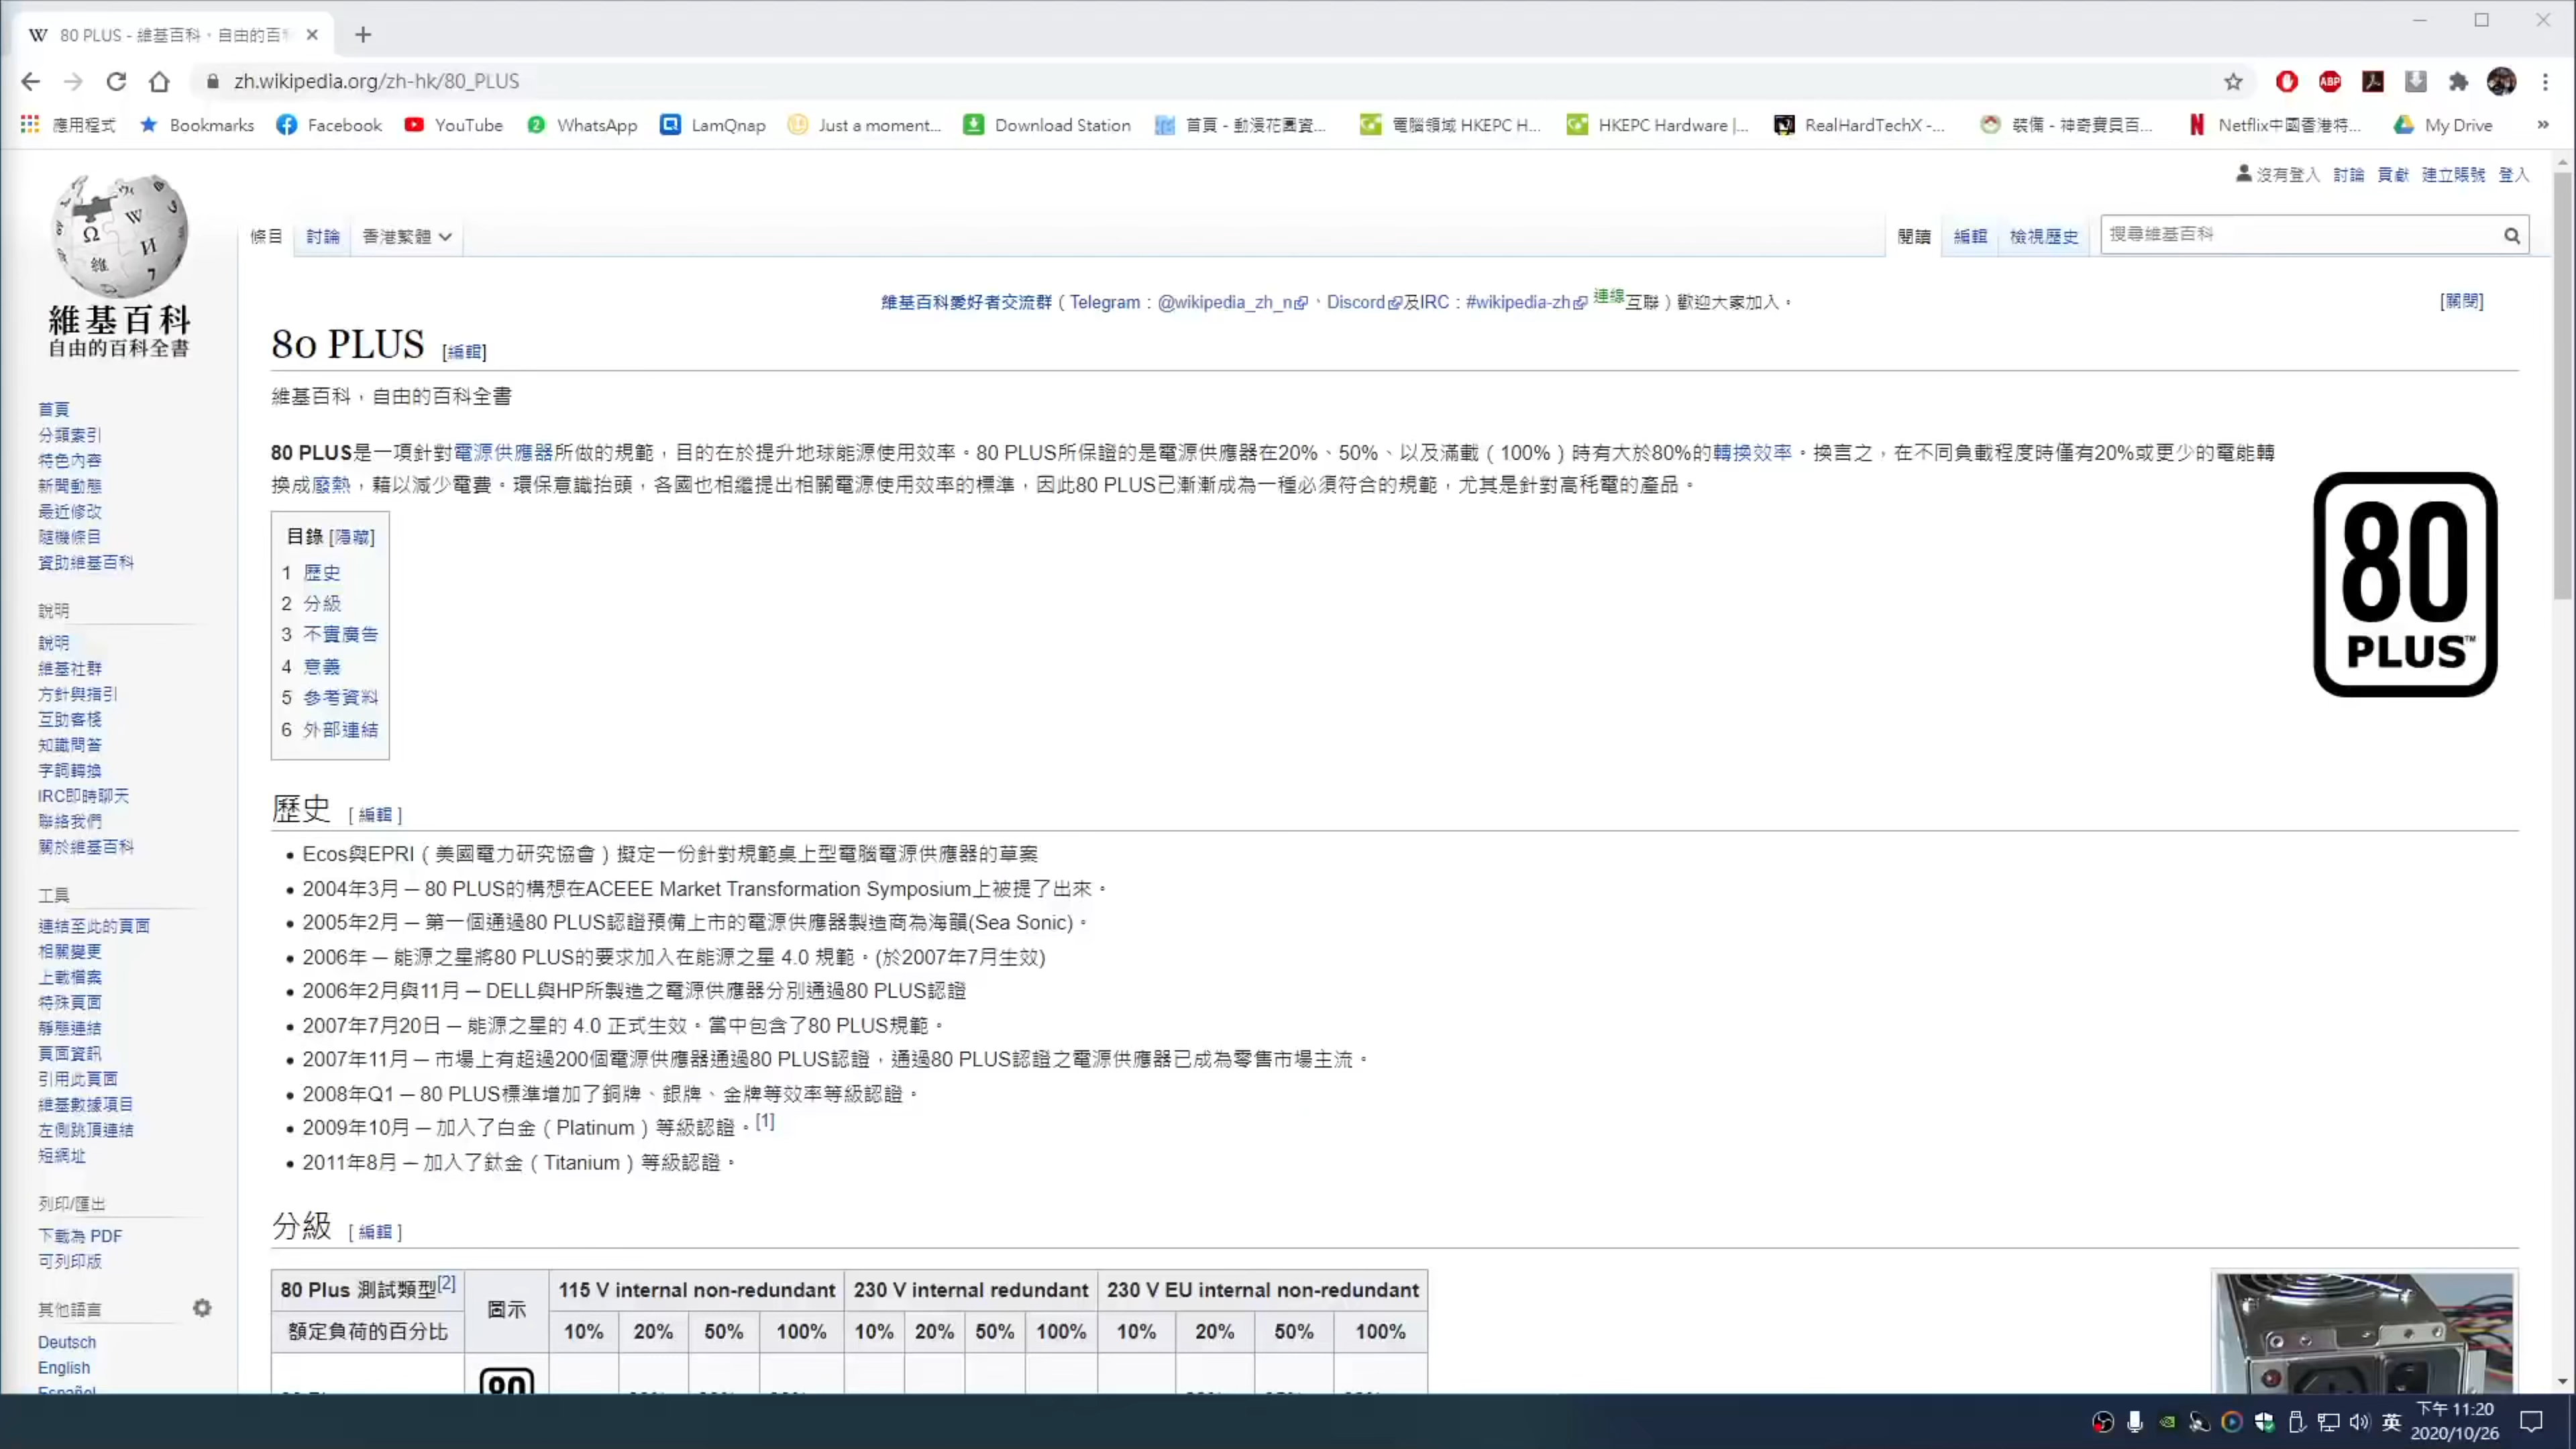 80 PLUS - 維基百科，自由的百
zh.wikipedia.org/zh-hk/80_PLUS
應用程式 Bookmarks Facebook YouTube WhatsApp LamQnap Just a moment... Download Station 首頁 - 動漫花園資... 電腦領域 HKEPC H... HKEPC Hardware |... RealHardTechX -... 裝備 - 神奇寶貝百... Netflix中國香港特... My Drive »
沒有登入 討論 貢獻 建立賬號 登入
條目 討論 香港繁體 閱讀 編輯 檢視歷史 搜尋維基百科
維基百科
自由的百科全書
首頁
分類索引
特色內容
新聞動態
最近修改
隨機條目
資助維基百科
說明
說明
維基社群
方針與指引
互助客棧
知識問答
字詞轉換
IRC即時聊天
聯絡我們
關於維基百科
工具
連結至此的頁面
相關變更
上載檔案
特殊頁面
靜態連結
頁面資訊
引用此頁面
維基數據項目
左側跳頂連結
短網址
列印/匯出
下載為 PDF
可列印版
其他語言
Deutsch
English
Español
維基百科愛好者交流群（Telegram：@wikipedia_zh_n、Discord及IRC：#wikipedia-zh 連線互聯）歡迎大家加入。 [關閉]
80 PLUS [編輯]
維基百科，自由的百科全書
80 PLUS是一項針對電源供應器所做的規範，目的在於提升地球能源使用效率。80 PLUS所保證的是電源供應器在20%、50%、以及滿載（100%）時有大於80%的轉換效率。換言之，在不同負載程度時僅有20%或更少的電能轉
換成廢熱，藉以減少電費。環保意識抬頭，各國也相繼提出相關電源使用效率的標準，因此80 PLUS已漸漸成為一種必須符合的規範，尤其是針對高秏電的產品。
80
PLUS™
目錄 [隱藏]
1 歷史
2 分級
3 不實廣告
4 意義
5 參考資料
6 外部連結
歷史 [ 編輯 ]
• Ecos與EPRI（美國電力研究協會）擬定一份針對規範桌上型電腦電源供應器的草案
• 2004年3月 — 80 PLUS的構想在ACEEE Market Transformation Symposium上被提了出來。
• 2005年2月 — 第一個通過80 PLUS認證預備上市的電源供應器製造商為海韻(Sea Sonic)。
• 2006年 — 能源之星將80 PLUS的要求加入在能源之星 4.0 規範。(於2007年7月生效)
• 2006年2月與11月 — DELL與HP所製造之電源供應器分別通過80 PLUS認證
• 2007年7月20日 — 能源之星的 4.0 正式生效。當中包含了80 PLUS規範。
• 2007年11月 — 市場上有超過200個電源供應器通過80 PLUS認證，通過80 PLUS認證之電源供應器已成為零售市場主流。
• 2008年Q1 — 80 PLUS標準增加了銅牌、銀牌、金牌等效率等級認證。
• 2009年10月 — 加入了白金（Platinum）等級認證。[1]
• 2011年8月 — 加入了鈦金（Titanium）等級認證。
分級 [ 編輯 ]
80 Plus 測試類型[2] 圖示 115 V internal non-redundant 230 V internal redundant 230 V EU internal non-redundant
額定負荷的百分比 10% 20% 50% 100% 10% 20% 50% 100% 10% 20% 50% 100%
80
英 下午 11:20
2020/10/26